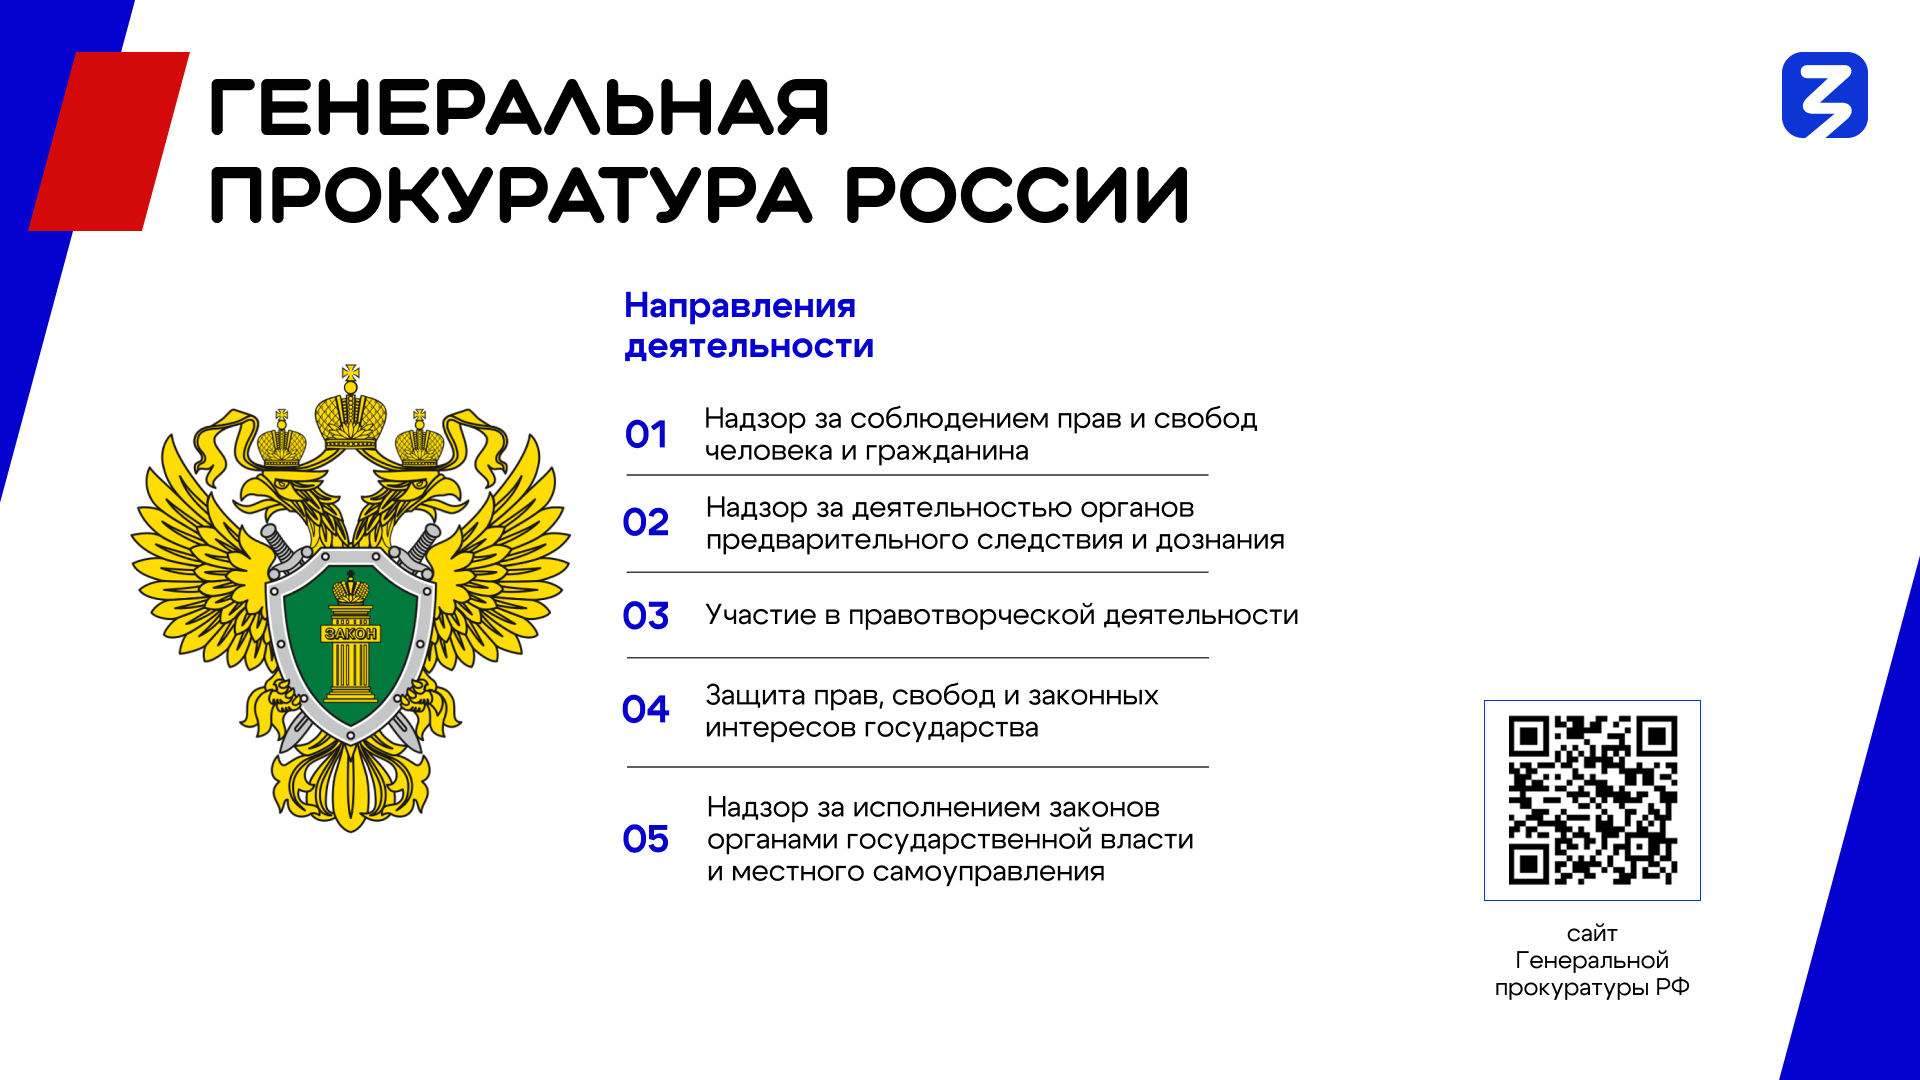 ГЕНЕРАЛЬНАЯ
ПРОКУРАТУРА РОССИИ
Направления
деятельности
01 Надзор за соблюдением прав и свобод
человека и гражданина
02 Надзор за деятельностью органов
предварительного следствия и дознания
03 Участие в правотворческой деятельности
04 Защита прав, свобод и законных
интересов государства
05 Надзор за исполнением законов
органами государственной власти
и местного самоуправления
ЗАКОН
сайт
Генеральной
прокуратуры РФ